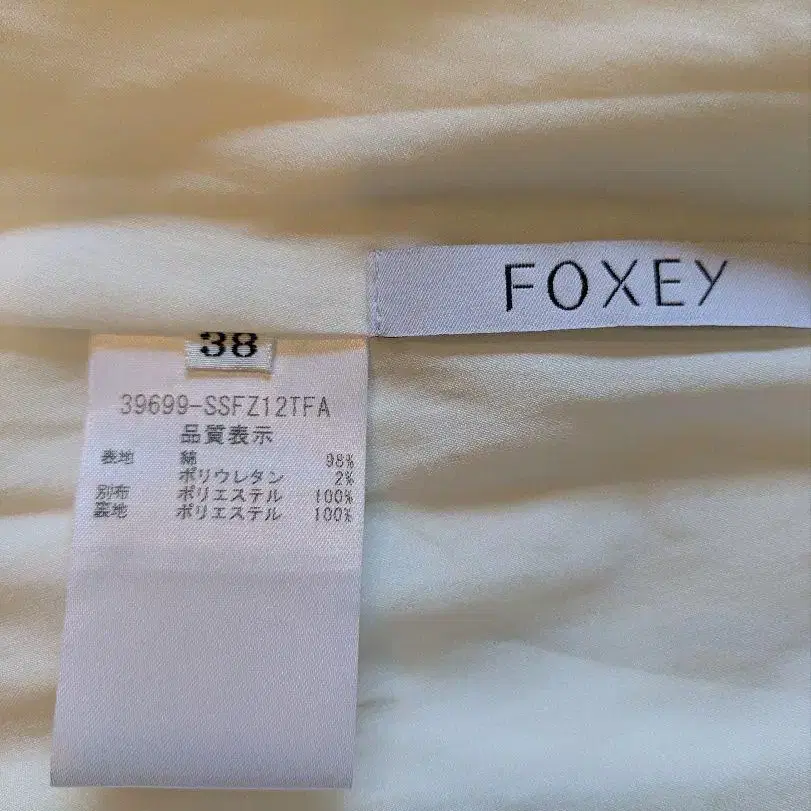 FOXEY
38
39699-SSFZ12TFA
品質表示
表地 綿 98%
ポリウレタン 2%
別布 ポリエステル 100%
裏地 ポリエステル 100%